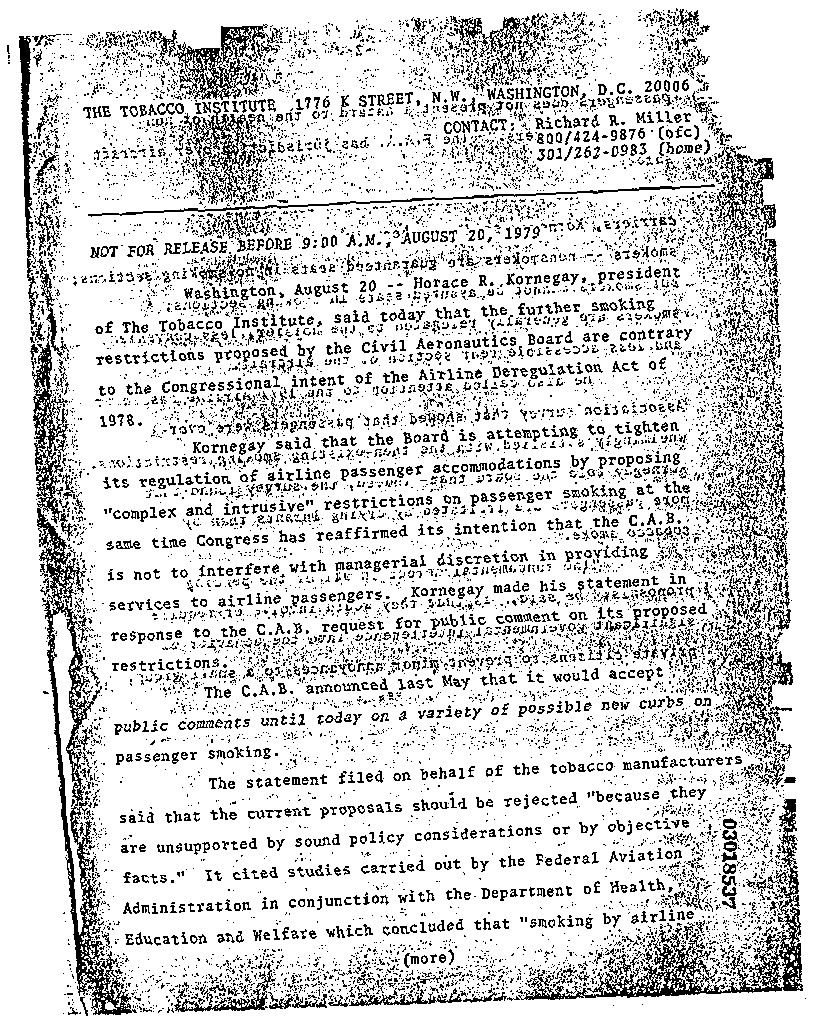 THE TOBACCO INSTITUTE 1776 K STREET, N.W., WASHINGTON, D.C. 20006
CONTACT: Richard R. Miller
800/424-9876 (ofc)
301/262-0983 (home)
NOT FOR RELEASE BEFORE 9:00 A.M., AUGUST 20, 1979
Washington, August 20 -- Horace R. Kornegay, president
of The Tobacco Institute, said today that the further smoking
restrictions proposed by the Civil Aeronautics Board are contrary
to the Congressional intent of the Airline Deregulation Act of
1978.
Kornegay said that the Board is attempting to tighten
its regulation of airline passenger accommodations by proposing
"complex and intrusive" restrictions on passenger smoking at the
same time Congress has reaffirmed its intention that the C.A.B.
is not to interfere with managerial discretion in providing
services to airline passengers. Kornegay made his statement in
response to the C.A.B. request for public comment on its proposed
restrictions.
The C.A.B. announced last May that it would accept
public comments until today on a variety of possible new curbs on
passenger smoking.
The statement filed on behalf of the tobacco manufacturers
said that the current proposals should be rejected "because they
are unsupported by sound policy considerations or by objective
facts." It cited studies carried out by the Federal Aviation
Administration in conjunction with the Department of Health,
Education and Welfare which concluded that "smoking by airline
(more)
03018537